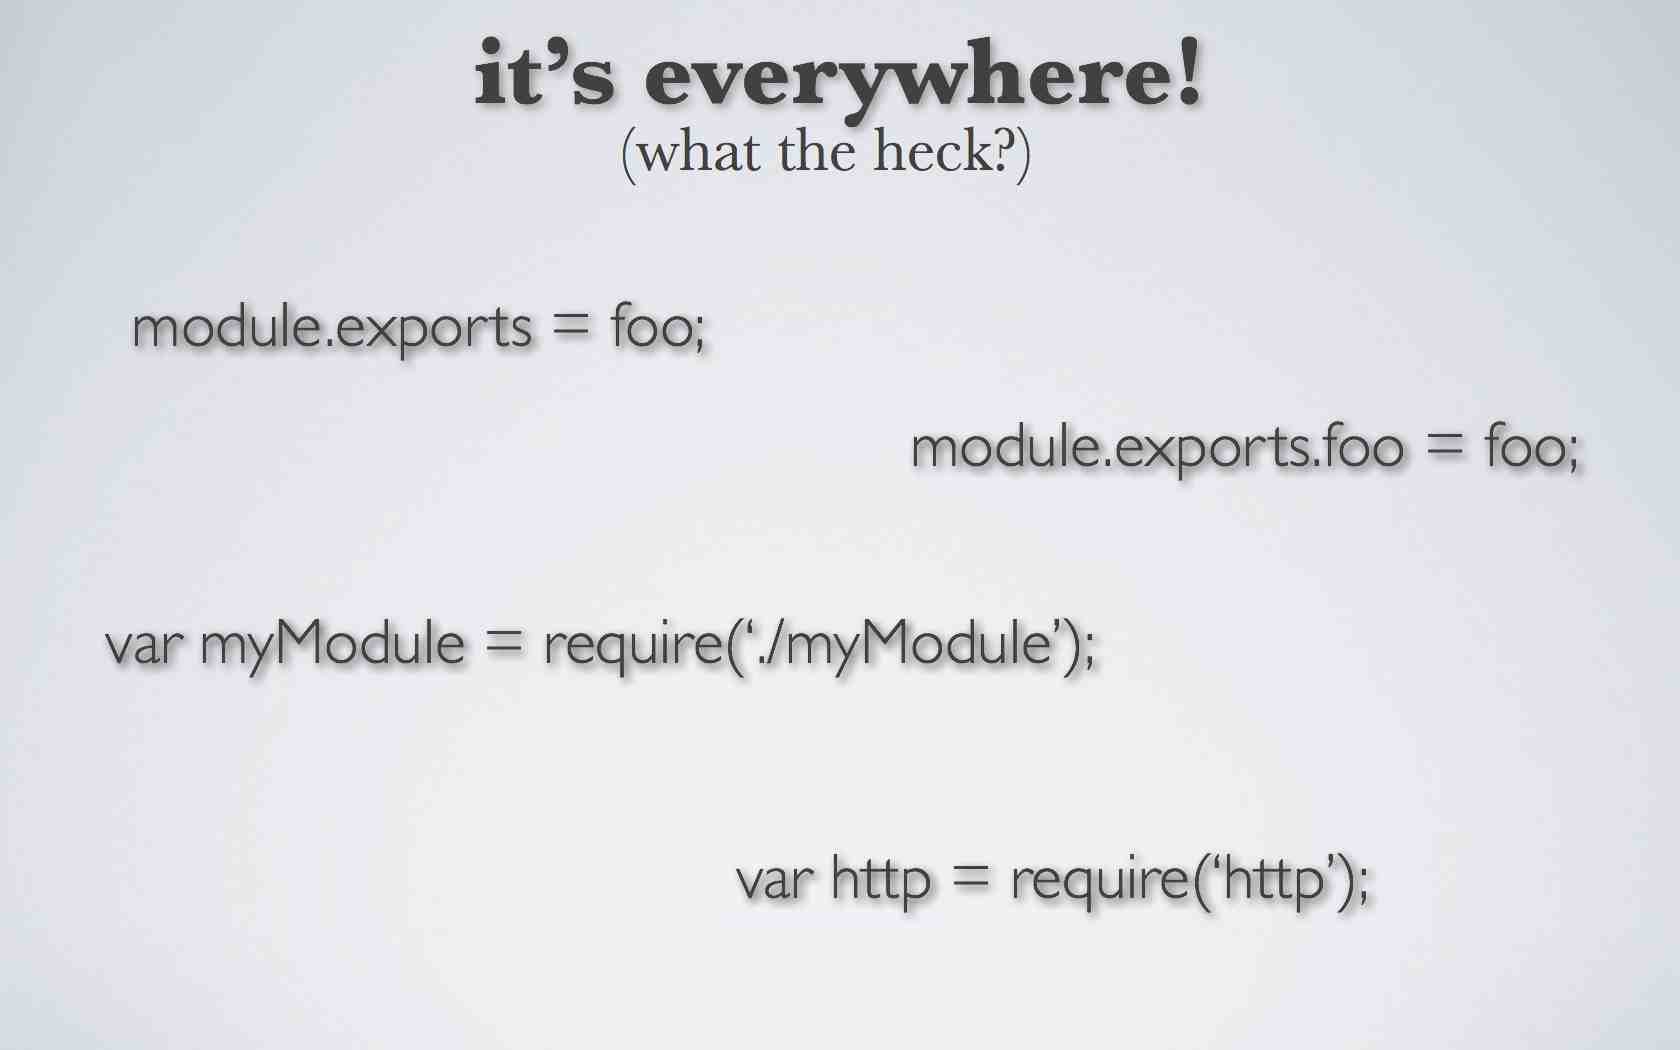 it’s everywhere!
(what the heck?)
module.exports = foo;
module.exports.foo = foo;
var myModule = require(‘./myModule’);
var http = require(‘http’);